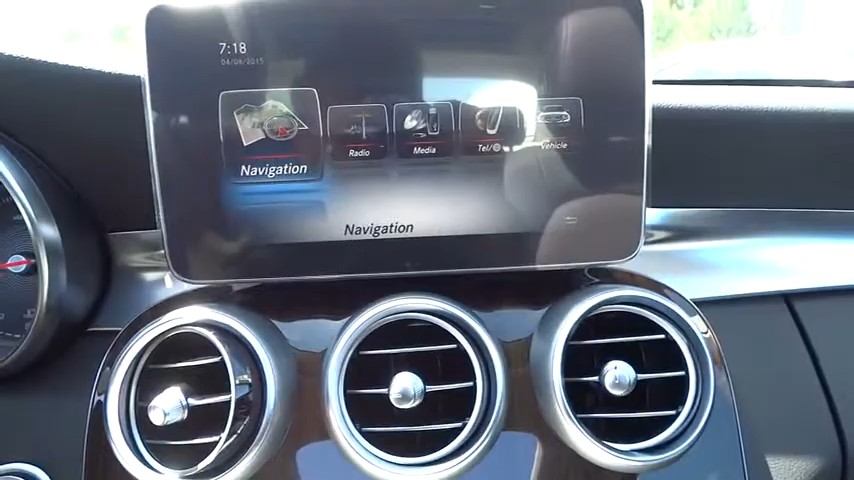 7:18
04/06/2015
Navigation
Radio
Media
Tel/@
Vehicle
Navigation